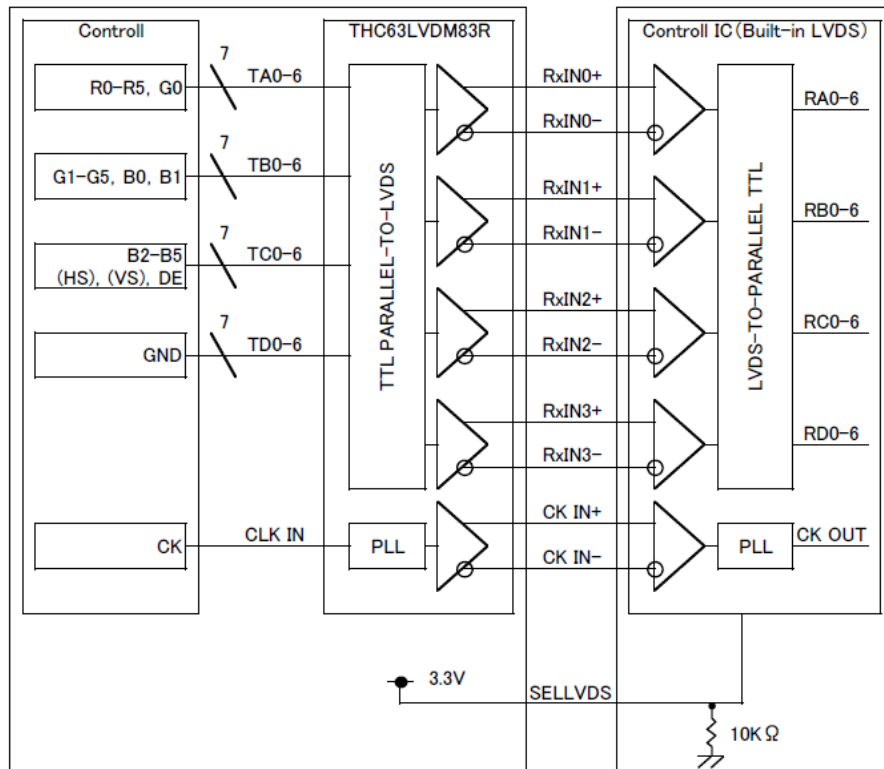 Controll
THC63LVDM83R
Controll IC(Built-in LVDS)
R0-R5, G0
7
TA0-6
RxIN0+
RxIN0-
RA0-6
G1-G5, B0, B1
7
TB0-6
RxIN1+
RxIN1-
RB0-6
B2-B5
(HS), (VS), DE
7
TC0-6
RxIN2+
RxIN2-
RC0-6
GND
7
TD0-6
RxIN3+
RxIN3-
RD0-6
TTL PARALLEL-TO-LVDS
LVDS-TO-PARALLEL TTL
CK
CLK IN
PLL
CK IN+
CK IN-
PLL
CK OUT
3.3V
SELLVDS
10KΩ